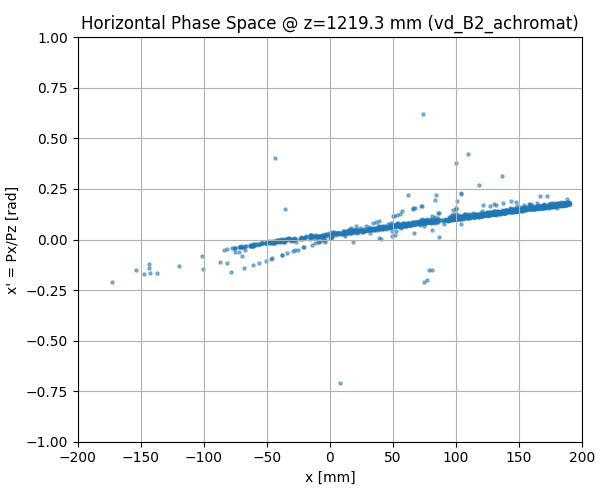 Horizontal Phase Space @ z=1219.3 mm (vd_B2_achromat)
1.00
0.75
0.50
0.25
0.00
−0.25
−0.50
−0.75
−1.00
x' = Px/Pz [rad]
−200 −150 −100 −50 0 50 100 150 200
x [mm]